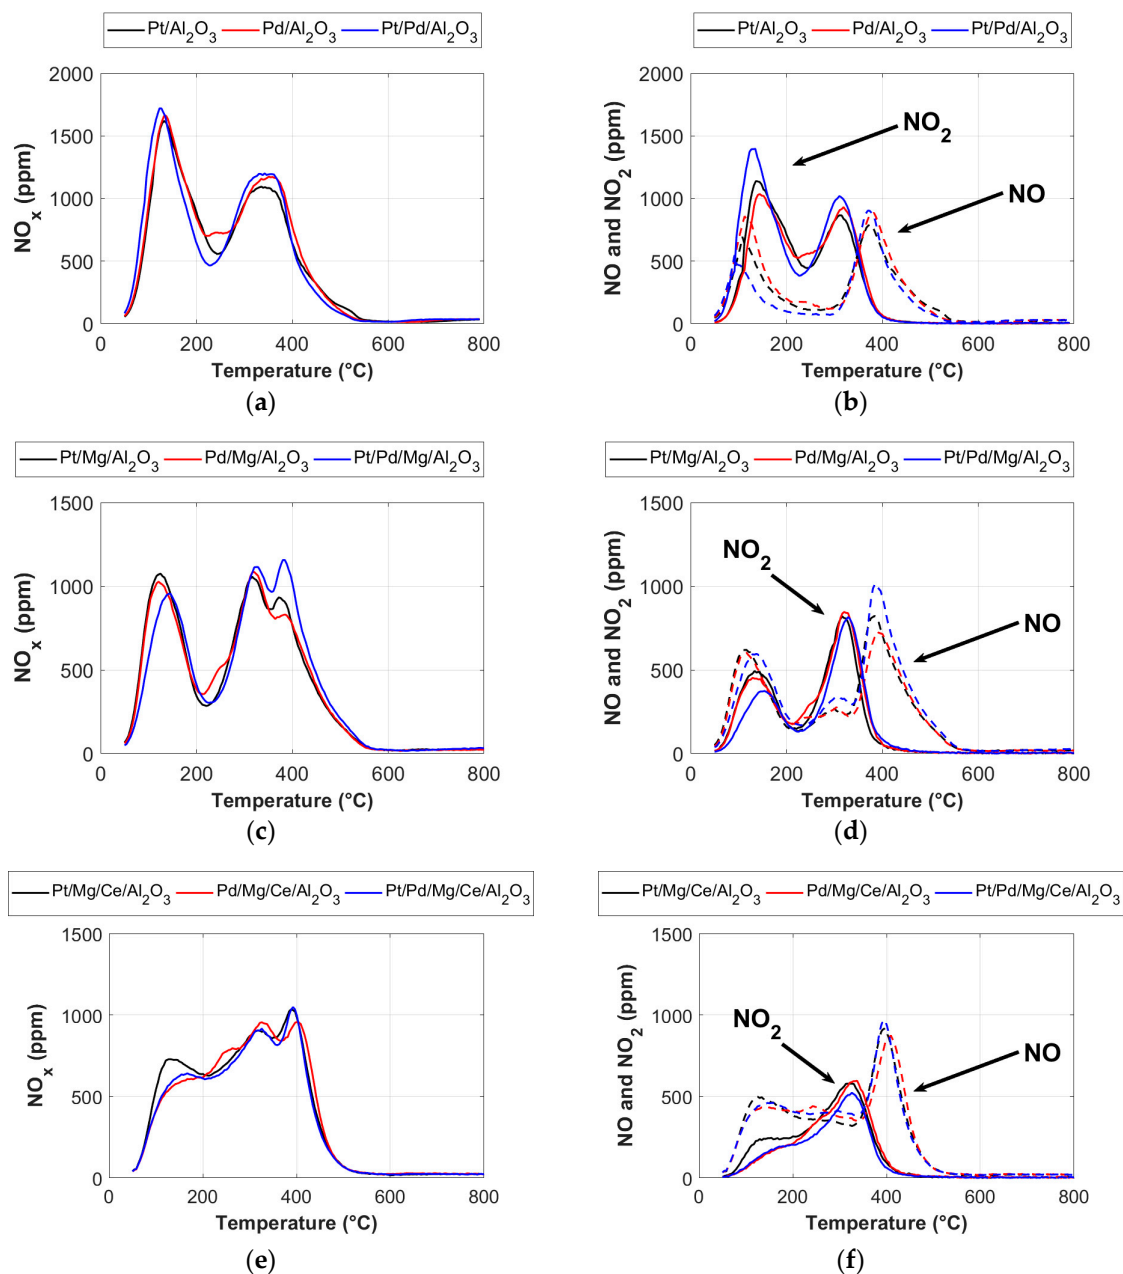 Pt/Al2O3 Pd/Al2O3 Pt/Pd/Al2O3
2000
1500
1000
500
0
NOx (ppm)
0 200 400 600 800
Temperature (°C)
(a)
Pt/Al2O3 Pd/Al2O3 Pt/Pd/Al2O3
2000
1500
1000
500
0
NO and NO2 (ppm)
NO2
NO
0 200 400 600 800
Temperature (°C)
(b)
Pt/Mg/Al2O3 Pd/Mg/Al2O3 Pt/Pd/Mg/Al2O3
1500
1000
500
0
NOx (ppm)
0 200 400 600 800
Temperature (°C)
(c)
Pt/Mg/Al2O3 Pd/Mg/Al2O3 Pt/Pd/Mg/Al2O3
1500
1000
500
0
NO and NO2 (ppm)
NO2
NO
0 200 400 600 800
Temperature (°C)
(d)
Pt/Mg/Ce/Al2O3 Pd/Mg/Ce/Al2O3 Pt/Pd/Mg/Ce/Al2O3
1500
1000
500
0
NOx (ppm)
0 200 400 600 800
Temperature (°C)
(e)
Pt/Mg/Ce/Al2O3 Pd/Mg/Ce/Al2O3 Pt/Pd/Mg/Ce/Al2O3
1500
1000
500
0
NO and NO2 (ppm)
NO2
NO
0 200 400 600 800
Temperature (°C)
(f)